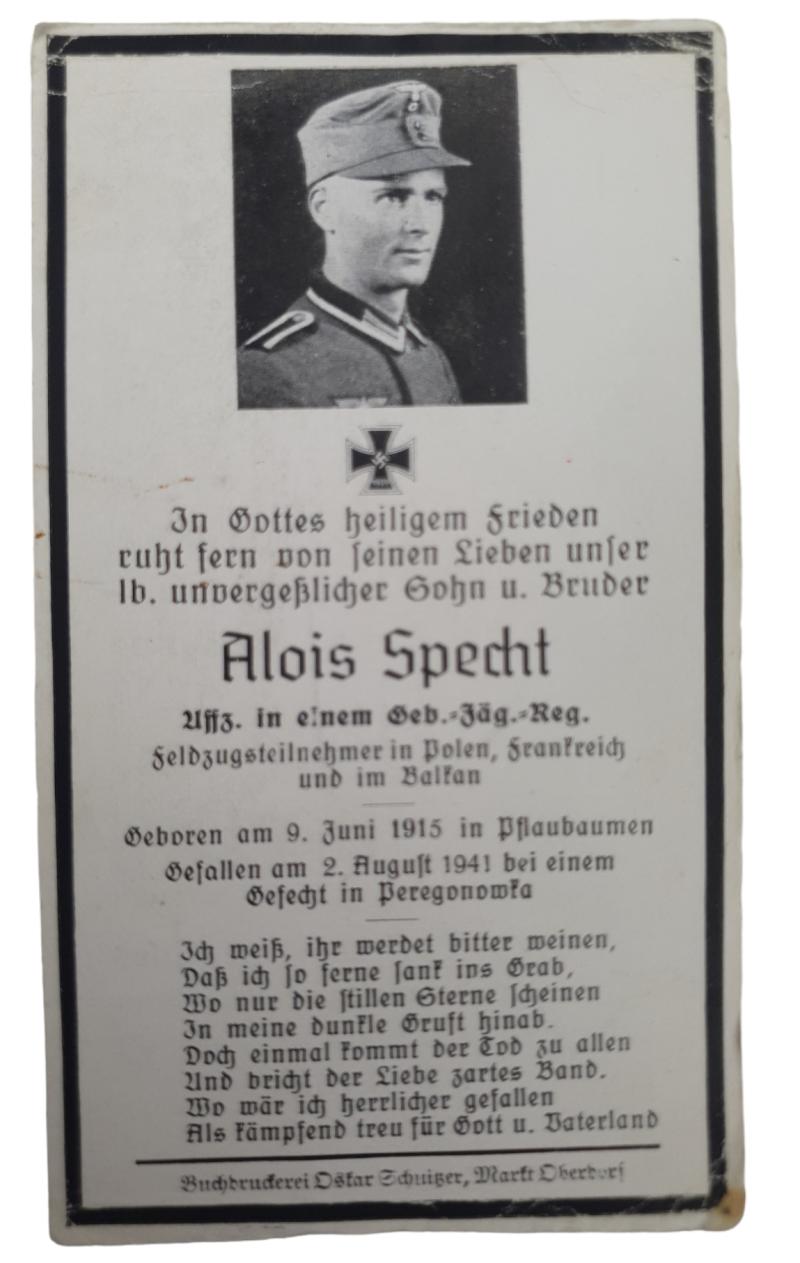 In Gottes heiligem Frieden
ruht fern von seinen Lieben unser
lb. unvergeßlicher Sohn u. Bruder
Alois Specht
Uffz. in einem Geb.-Jäg.-Reg.
Feldzugsteilnehmer in Polen, Frankreich
und im Balkan
Geboren am 9. Juni 1915 in Pflaubaumen
Gefallen am 2. August 1941 bei einem
Gefecht in Peregonowka
Ich weiß, ihr werdet bitter weinen,
Daß ich so ferne sank ins Grab,
Wo nur die stillen Sterne scheinen
In meine dunkle Gruft hinab.
Doch einmal kommt der Tod zu allen
Und bricht der Liebe zartes Band.
Wo wär ich herrlicher gefallen
Als kämpfend treu für Gott u. Vaterland
Buchdruckerei Oskar Schnitzer, Markt Oberdorf